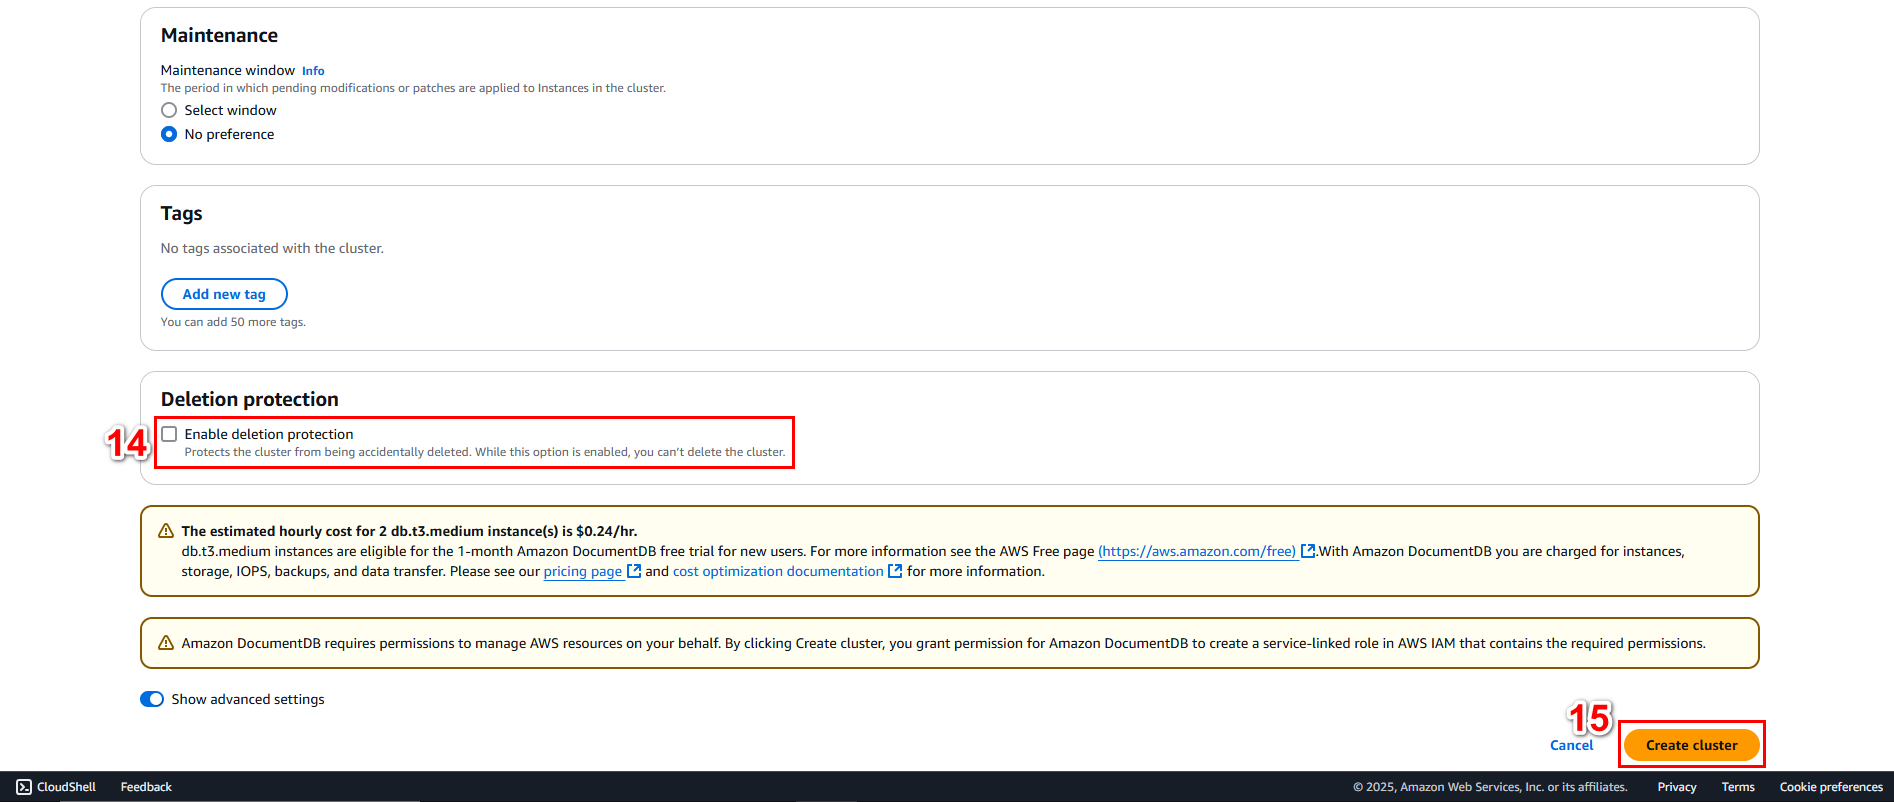 Maintenance
Maintenance window Info
The period in which pending modifications or patches are applied to Instances in the cluster.
Select window
No preference
Tags
No tags associated with the cluster.
Add new tag
You can add 50 more tags.
Deletion protection
14
Enable deletion protection
Protects the cluster from being accidentally deleted. While this option is enabled, you can't delete the cluster.
The estimated hourly cost for 2 db.t3.medium instance(s) is $0.24/hr.
db.t3.medium instances are eligible for the 1-month Amazon DocumentDB free trial for new users. For more information see the AWS Free page (https://aws.amazon.com/free) .With Amazon DocumentDB you are charged for instances,
storage, IOPS, backups, and data transfer. Please see our pricing page and cost optimization documentation for more information.
Amazon DocumentDB requires permissions to manage AWS resources on your behalf. By clicking Create cluster, you grant permission for Amazon DocumentDB to create a service-linked role in AWS IAM that contains the required permissions.
Show advanced settings
15
Cancel Create cluster
CloudShell Feedback © 2025, Amazon Web Services, Inc. or its affiliates. Privacy Terms Cookie preferences